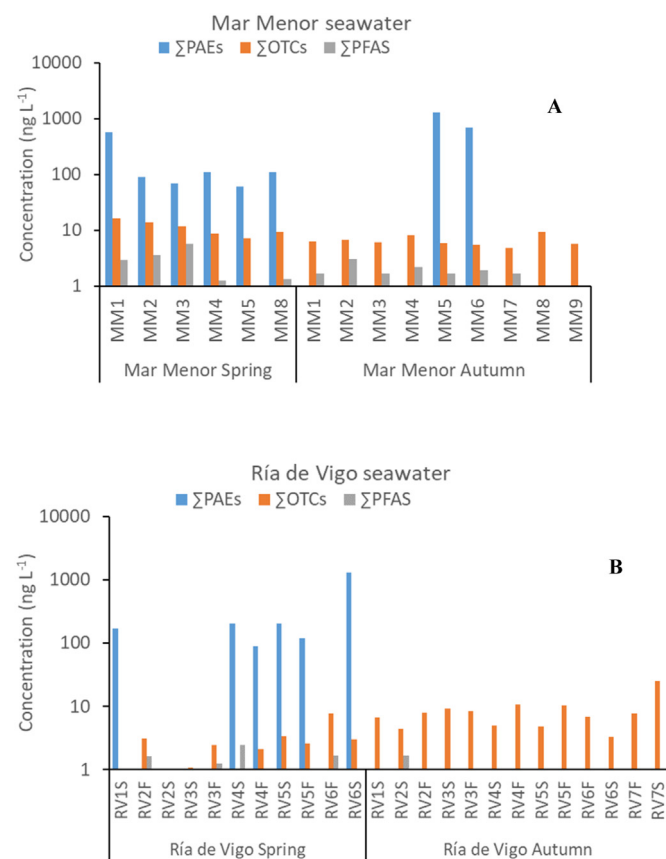 Mar Menor seawater
∑PAEs ∑OTCs ∑PFAS
10000
1000
100
10
1
Concentration (ng L⁻¹)
A
MM1 MM2 MM3 MM4 MM5 MM8 MM1 MM2 MM3 MM4 MM5 MM6 MM7 MM8 MM9
Mar Menor Spring Mar Menor Autumn
Ría de Vigo seawater
∑PAEs ∑OTCs ∑PFAS
10000
1000
100
10
1
Concentration (ng L⁻¹)
B
RV1S RV2F RV2S RV3S RV3F RV4S RV4F RV5S RV5F RV6F RV6S RV1S RV2S RV2F RV3S RV3F RV4S RV4F RV5S RV5F RV6F RV6S RV7F RV7S
Ría de Vigo Spring Ría de Vigo Autumn